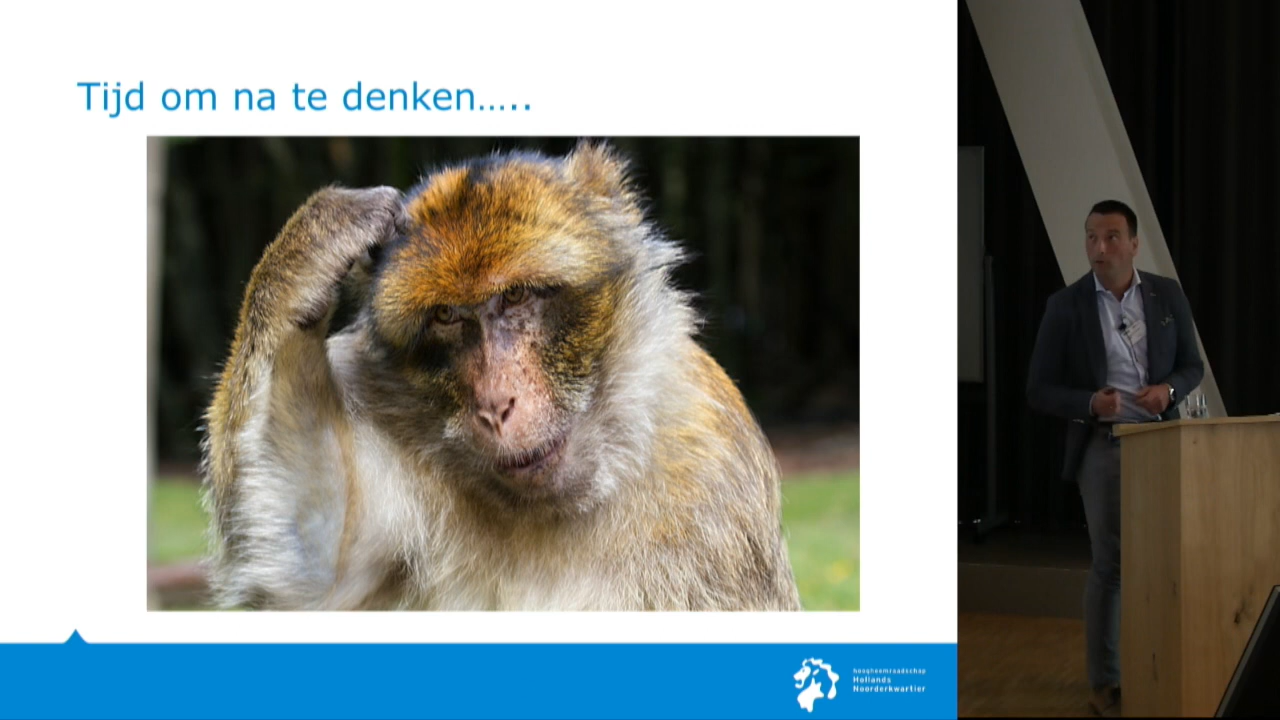 Tijd om na te denken.....
hoogheemraadschap
Hollands
Noorderkwartier